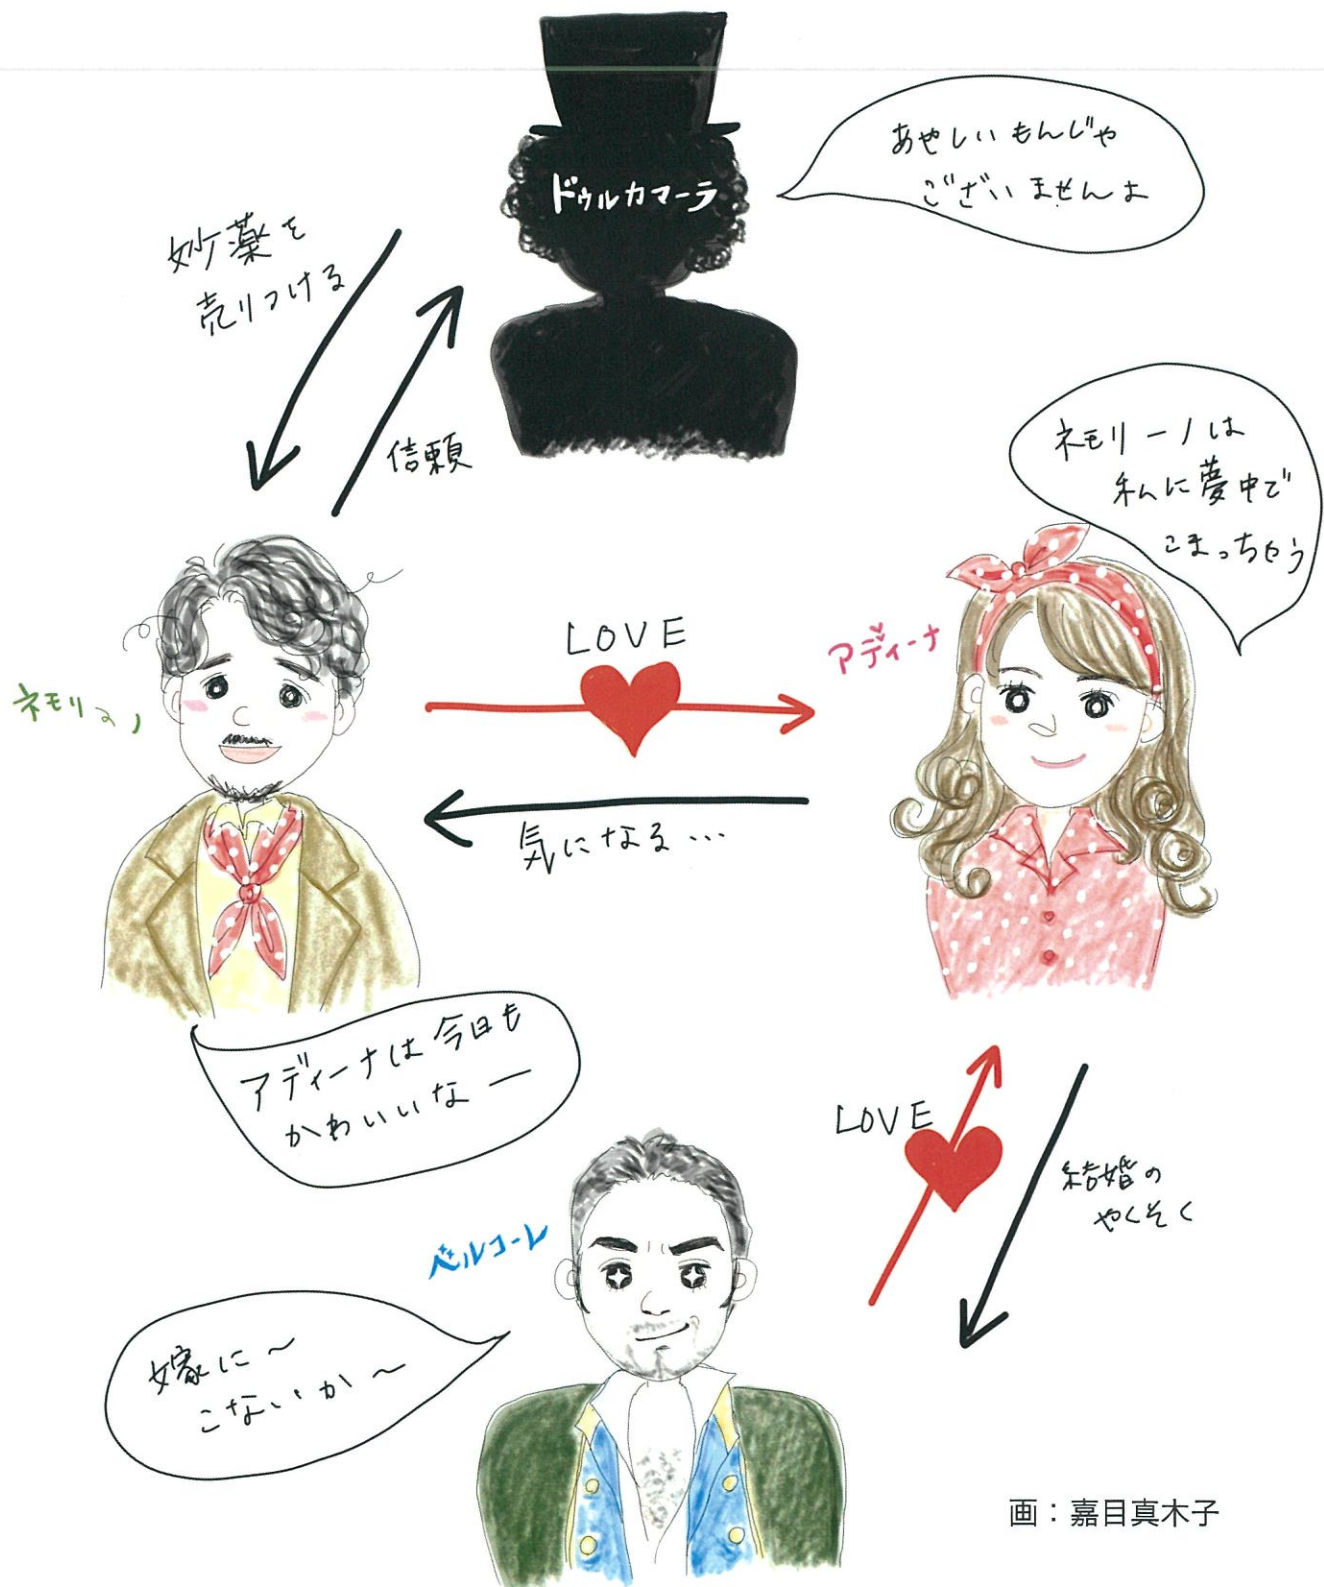 ドゥルカマーラ
あやしいもんじゃ
ございませんよ
妙薬を
売りつける
信頼
ネモリーノは
私に夢中で
こまっちゃう
LOVE
アディーナ
ネモリーノ
気になる…
アディーナは今日も
かわいいなー
LOVE
結婚の
やくそく
ベルコーレ
嫁に〜
こないか〜
画：嘉目真木子